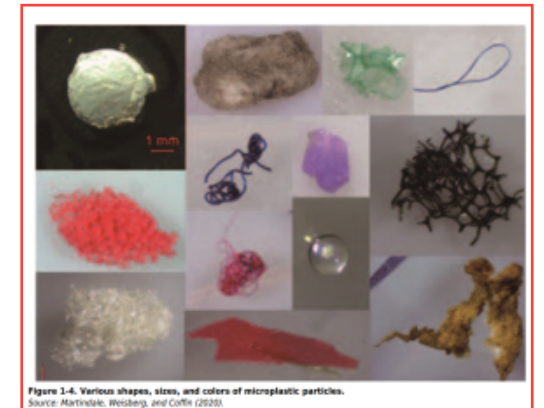 1 mm
Figure 1-4. Various shapes, sizes, and colors of microplastic particles.
Source: Martindale, Weisberg, and Coffin (2020).